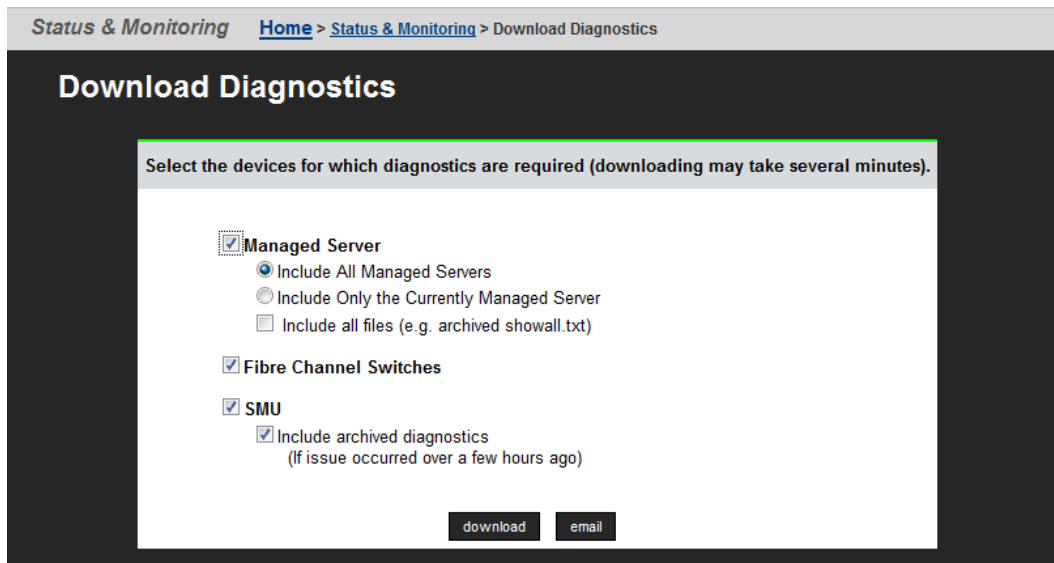 Status & Monitoring Home > Status & Monitoring > Download Diagnostics
Download Diagnostics
Select the devices for which diagnostics are required (downloading may take several minutes).
Managed Server
Include All Managed Servers
Include Only the Currently Managed Server
Include all files (e.g. archived showall.txt)
Fibre Channel Switches
SMU
Include archived diagnostics
(If issue occurred over a few hours ago)
download email